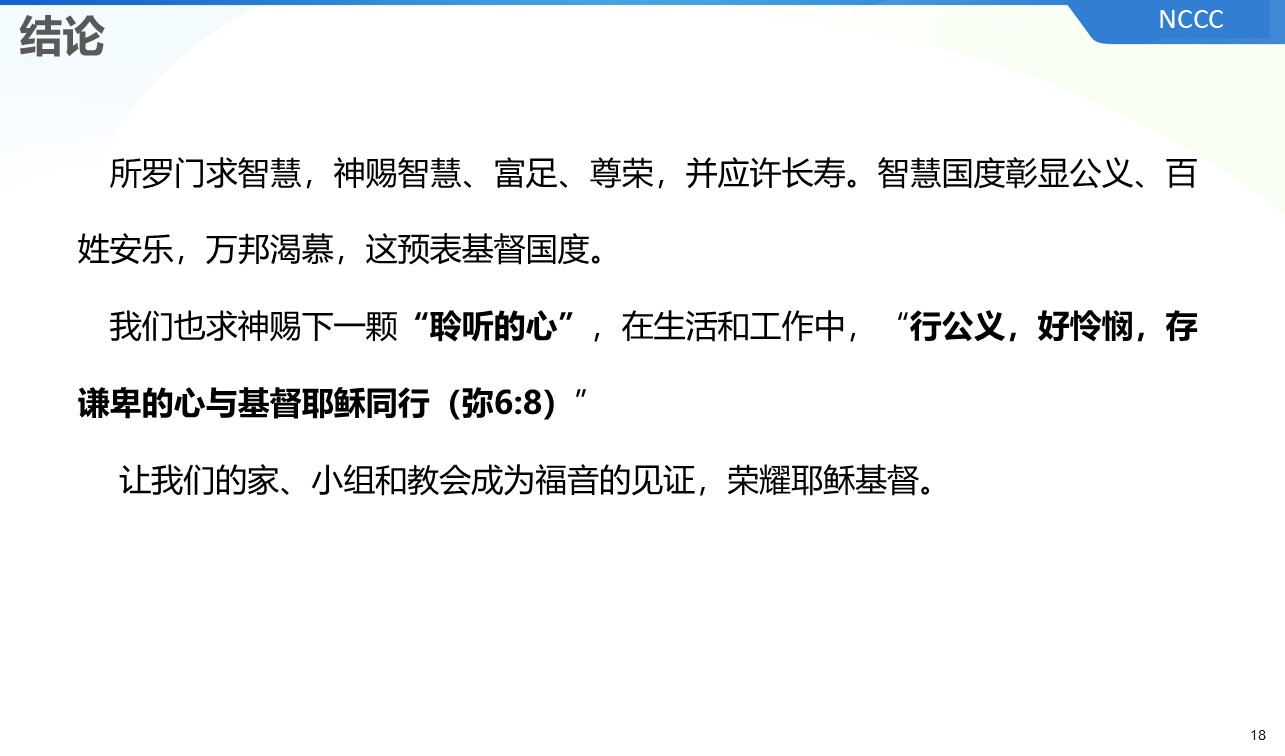 结论
NCCC
所罗门求智慧，神赐智慧、富足、尊荣，并应许长寿。智慧国度彰显公义、百
姓安乐，万邦渴慕，这预表基督国度。
我们也求神赐下一颗“聆听的心”，在生活和工作中，“行公义，好怜悯，存
谦卑的心与基督耶稣同行（弥6:8）”
让我们的家、小组和教会成为福音的见证，荣耀耶稣基督。
18